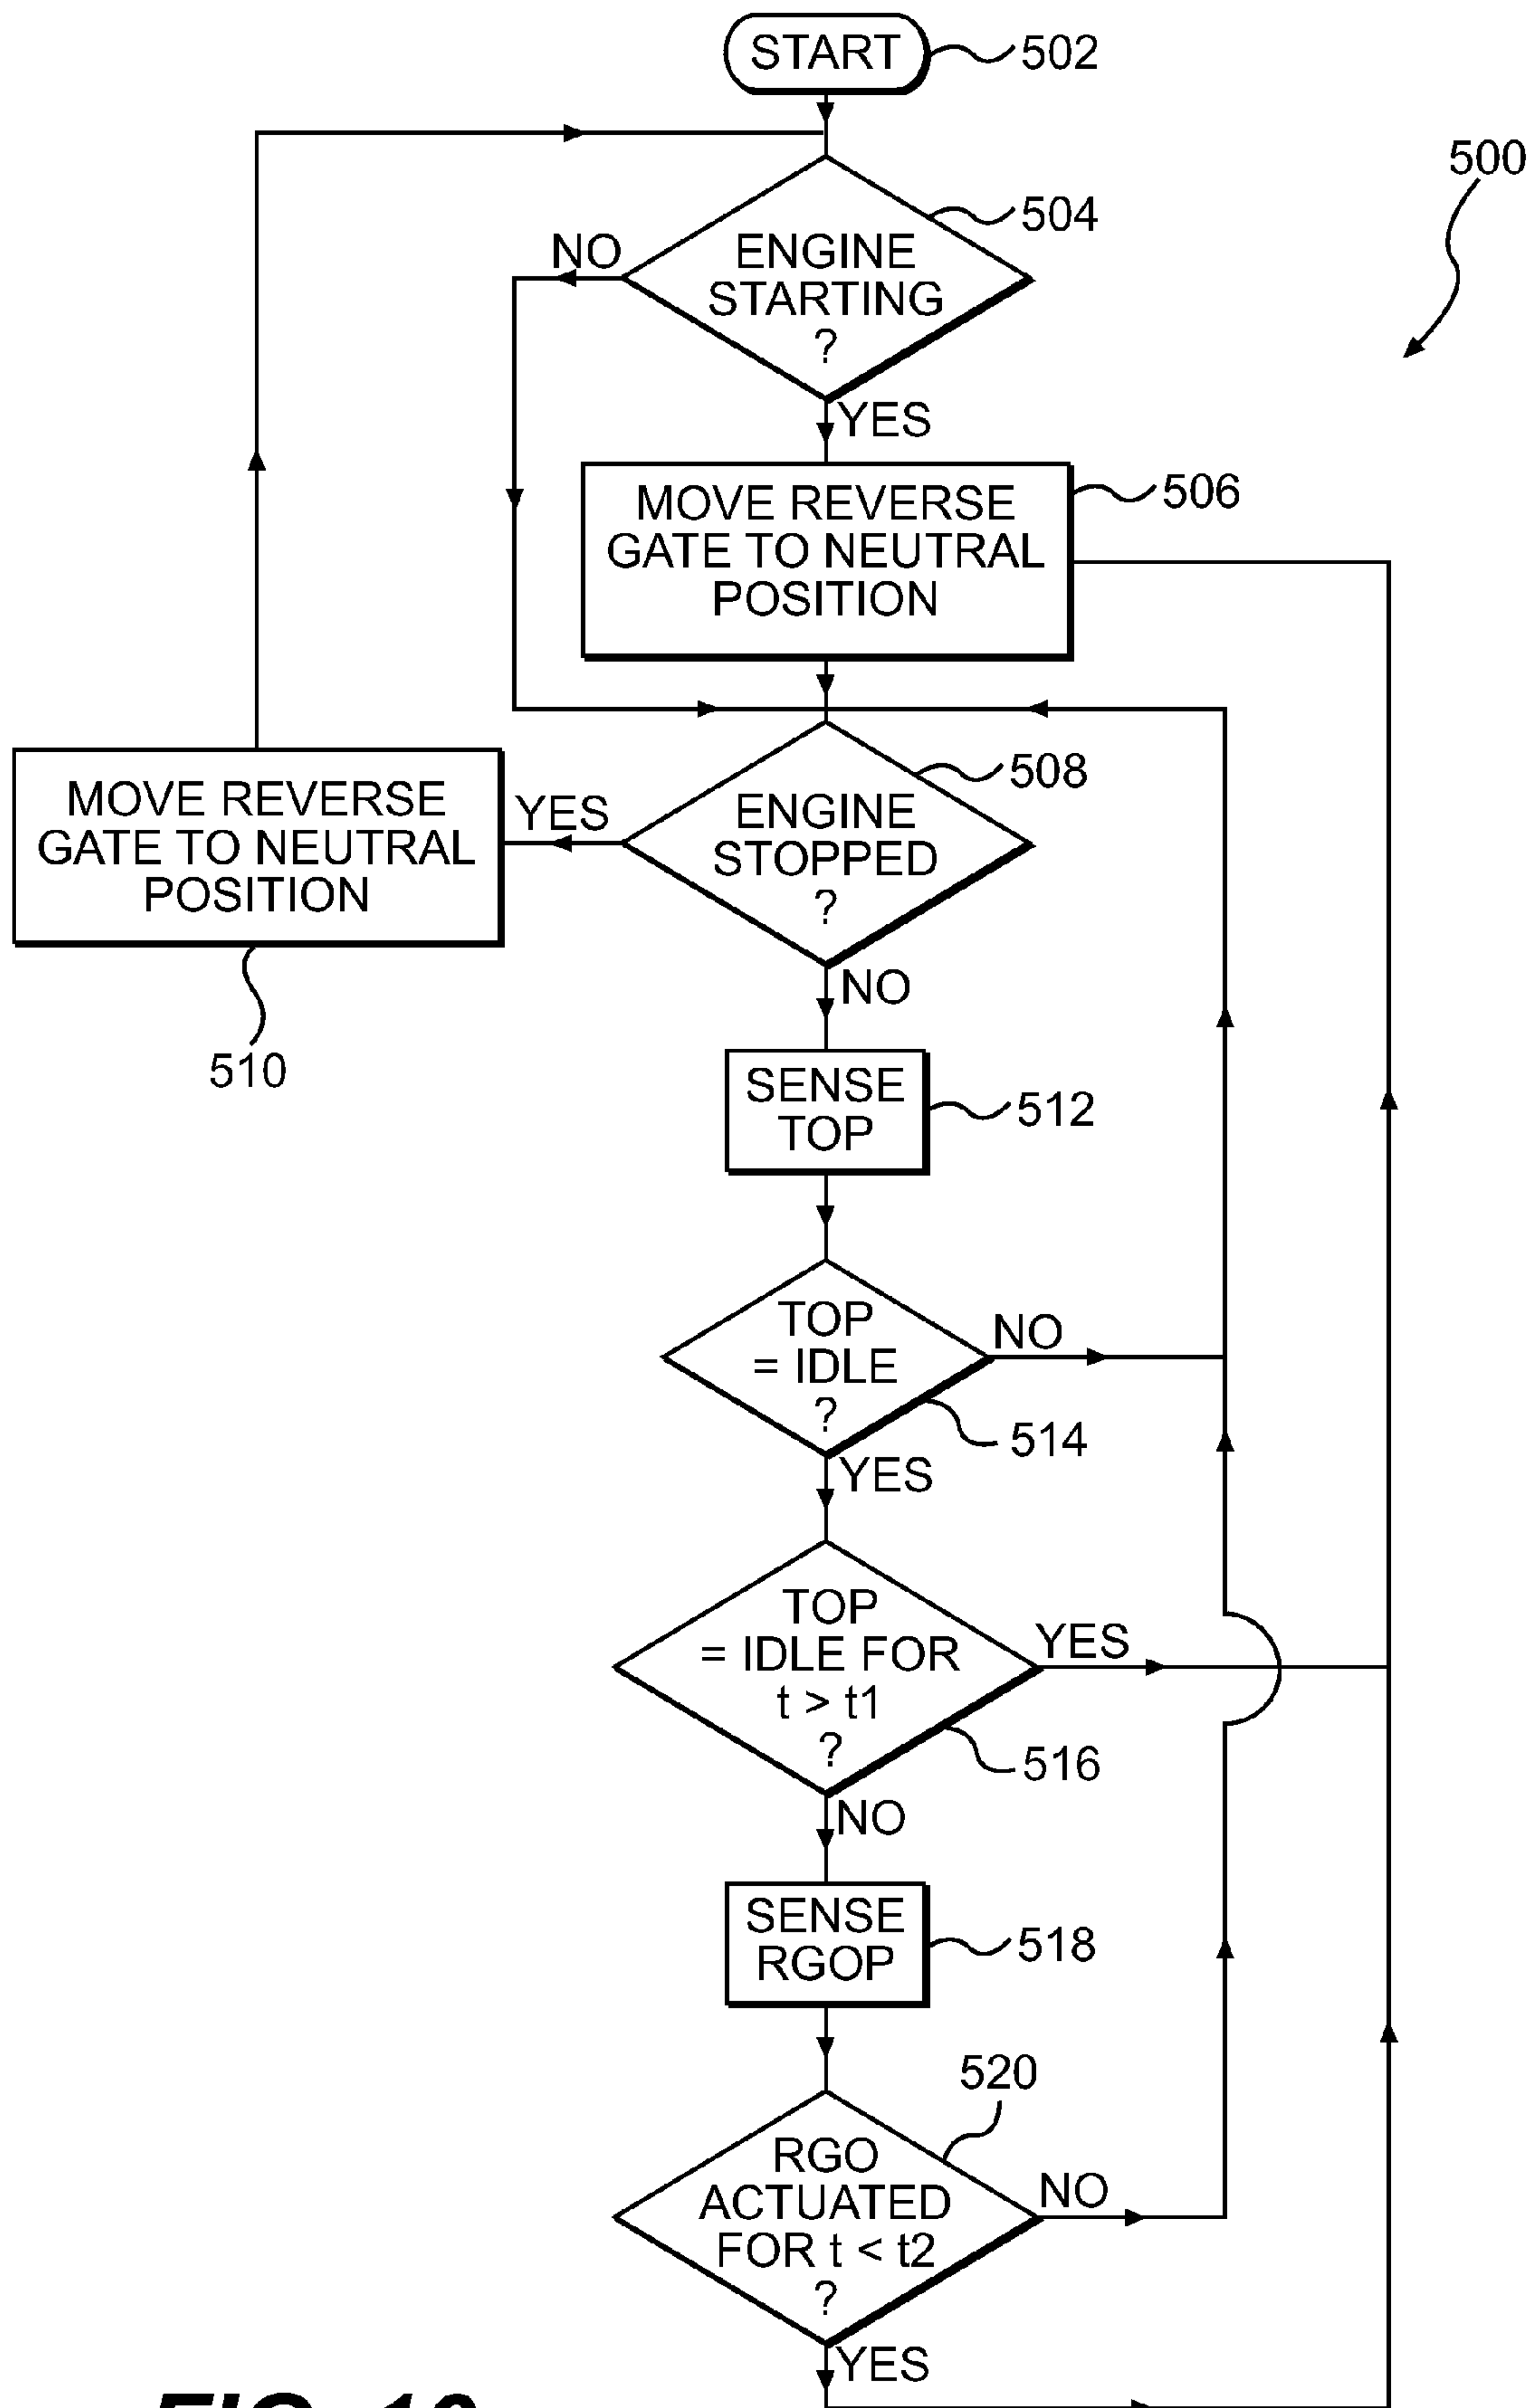 START
502
500
504
NO
ENGINE
STARTING
?
YES
MOVE REVERSE
GATE TO NEUTRAL
POSITION
506
508
MOVE REVERSE
GATE TO NEUTRAL
POSITION
YES
ENGINE
STOPPED
?
NO
510
SENSE
TOP
512
TOP
= IDLE
?
NO
514
YES
TOP
= IDLE FOR
t > t1
?
YES
516
NO
SENSE
RGOP
518
520
RGO
ACTUATED
FOR t < t2
?
NO
YES